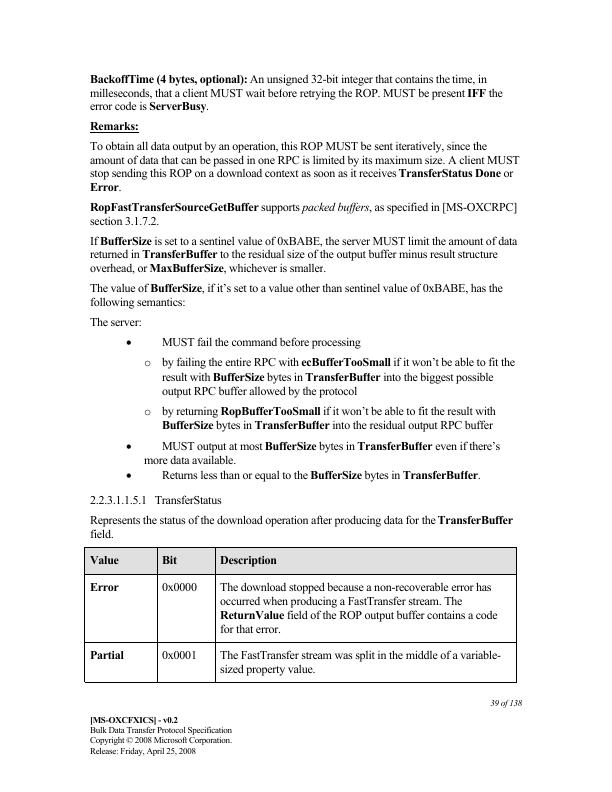 BackoffTime (4 bytes, optional): An unsigned 32-bit integer that contains the time, in
milleseconds, that a client MUST wait before retrying the ROP. MUST be present IFF the
error code is ServerBusy.
Remarks:
To obtain all data output by an operation, this ROP MUST be sent iteratively, since the
amount of data that can be passed in one RPC is limited by its maximum size. A client MUST
stop sending this ROP on a download context as soon as it receives TransferStatus Done or
Error.
RopFastTransferSourceGetBuffer supports packed buffers, as specified in [MS-OXCRPC]
section 3.1.7.2.
If BufferSize is set to a sentinel value of 0xBABE, the server MUST limit the amount of data
returned in TransferBuffer to the residual size of the output buffer minus result structure
overhead, or MaxBufferSize, whichever is smaller.
The value of BufferSize, if it's set to a value other than sentinel value of 0xBABE, has the
following semantics:
The server:
• MUST fail the command before processing
o by failing the entire RPC with ecBufferTooSmall if it won't be able to fit the
result with BufferSize bytes in TransferBuffer into the biggest possible
output RPC buffer allowed by the protocol
o by returning RopBufferTooSmall if it won't be able to fit the result with
BufferSize bytes in TransferBuffer into the residual output RPC buffer
• MUST output at most BufferSize bytes in TransferBuffer even if there's
more data available.
• Returns less than or equal to the BufferSize bytes in TransferBuffer.
2.2.3.1.1.5.1 TransferStatus
Represents the status of the download operation after producing data for the TransferBuffer
field.
Value Bit Description
Error 0x0000 The download stopped because a non-recoverable error has
occurred when producing a FastTransfer stream. The
ReturnValue field of the ROP output buffer contains a code
for that error.
Partial 0x0001 The FastTransfer stream was split in the middle of a variable-
sized property value.
39 of 138
[MS-OXCFXICS] - v0.2
Bulk Data Transfer Protocol Specification
Copyright © 2008 Microsoft Corporation.
Release: Friday, April 25, 2008